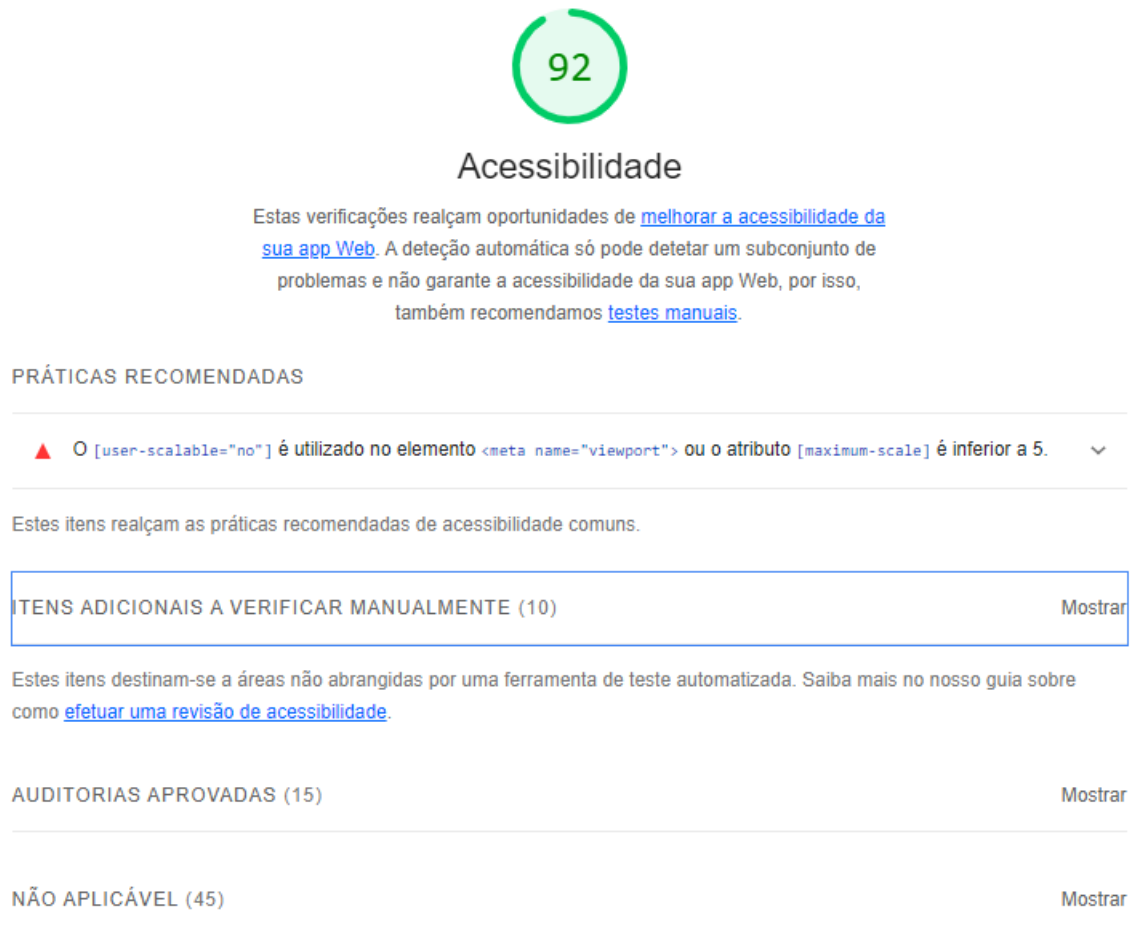 92
Acessibilidade
Estas verificações realçam oportunidades de melhorar a acessibilidade da
sua app Web. A deteção automática só pode detetar um subconjunto de
problemas e não garante a acessibilidade da sua app Web, por isso,
também recomendamos testes manuais.
PRÁTICAS RECOMENDADAS
O [user-scalable="no"] é utilizado no elemento <meta name="viewport"> ou o atributo [maximum-scale] é inferior a 5.
Estes itens realçam as práticas recomendadas de acessibilidade comuns.
ITENS ADICIONAIS A VERIFICAR MANUALMENTE (10) Mostrar
Estes itens destinam-se a áreas não abrangidas por uma ferramenta de teste automatizada. Saiba mais no nosso guia sobre
como efetuar uma revisão de acessibilidade.
AUDITORIAS APROVADAS (15) Mostrar
NÃO APLICÁVEL (45) Mostrar